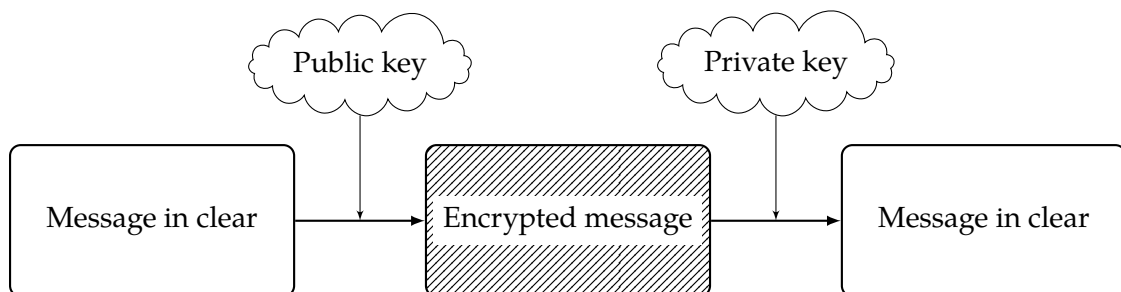 Public key
Private key
Message in clear
Encrypted message
Message in clear